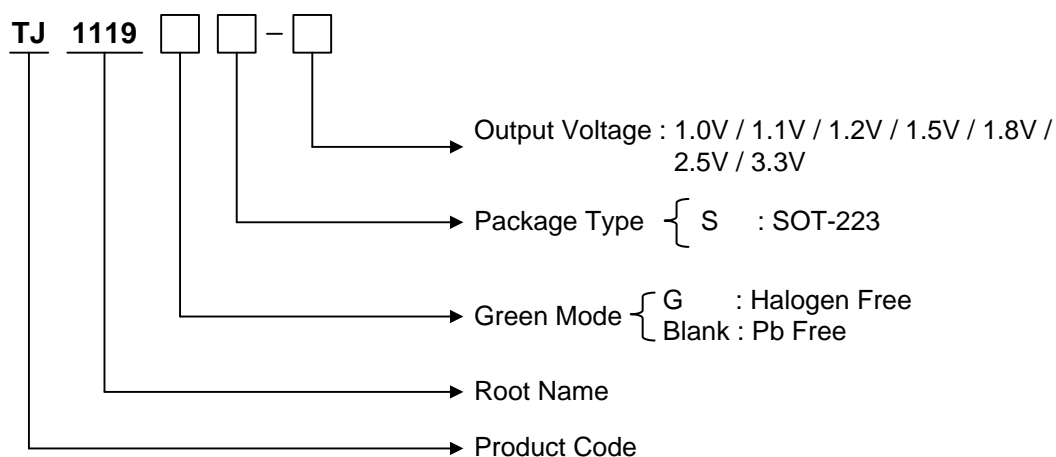 TJ 1119 –
Output Voltage : 1.0V / 1.1V / 1.2V / 1.5V / 1.8V /
2.5V / 3.3V
Package Type { S : SOT-223
Green Mode { G : Halogen Free
Blank : Pb Free
Root Name
Product Code